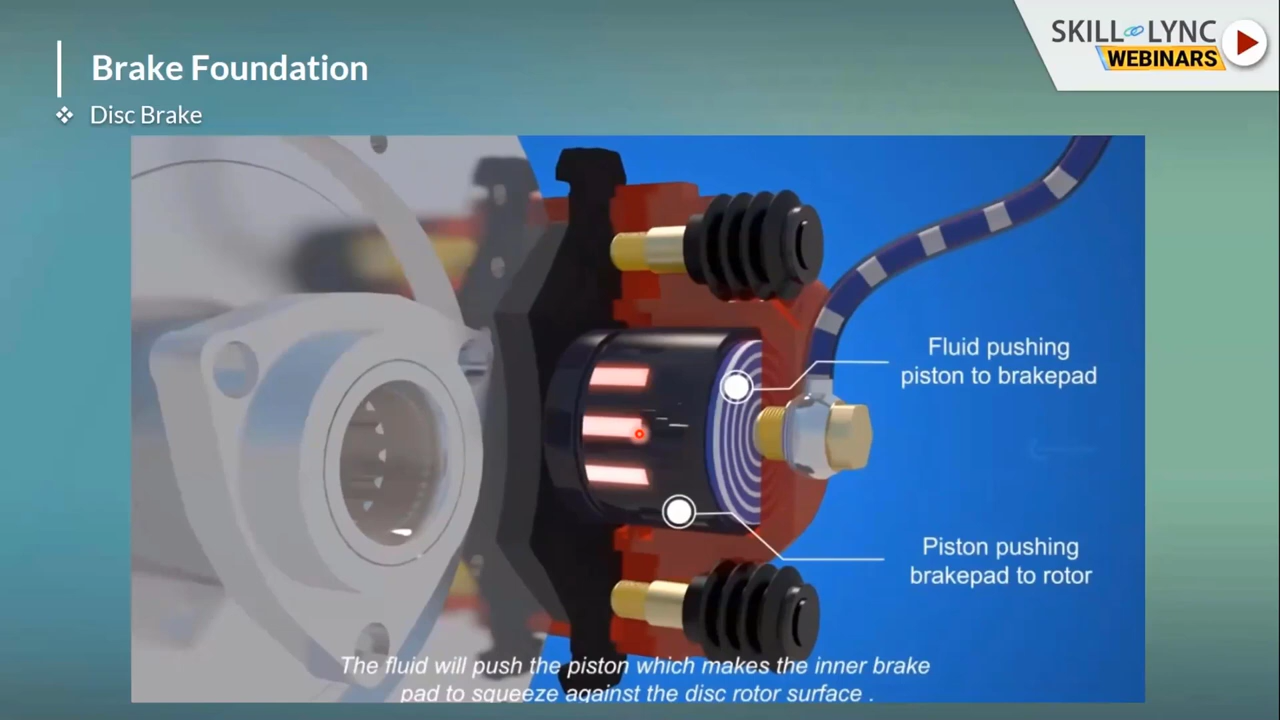 SKILL LYNC
WEBINARS
Brake Foundation
❖ Disc Brake
Fluid pushing
piston to brakepad
Piston pushing
brakepad to rotor
The fluid will push the piston which makes the inner brake
pad to squeeze against the disc rotor surface .